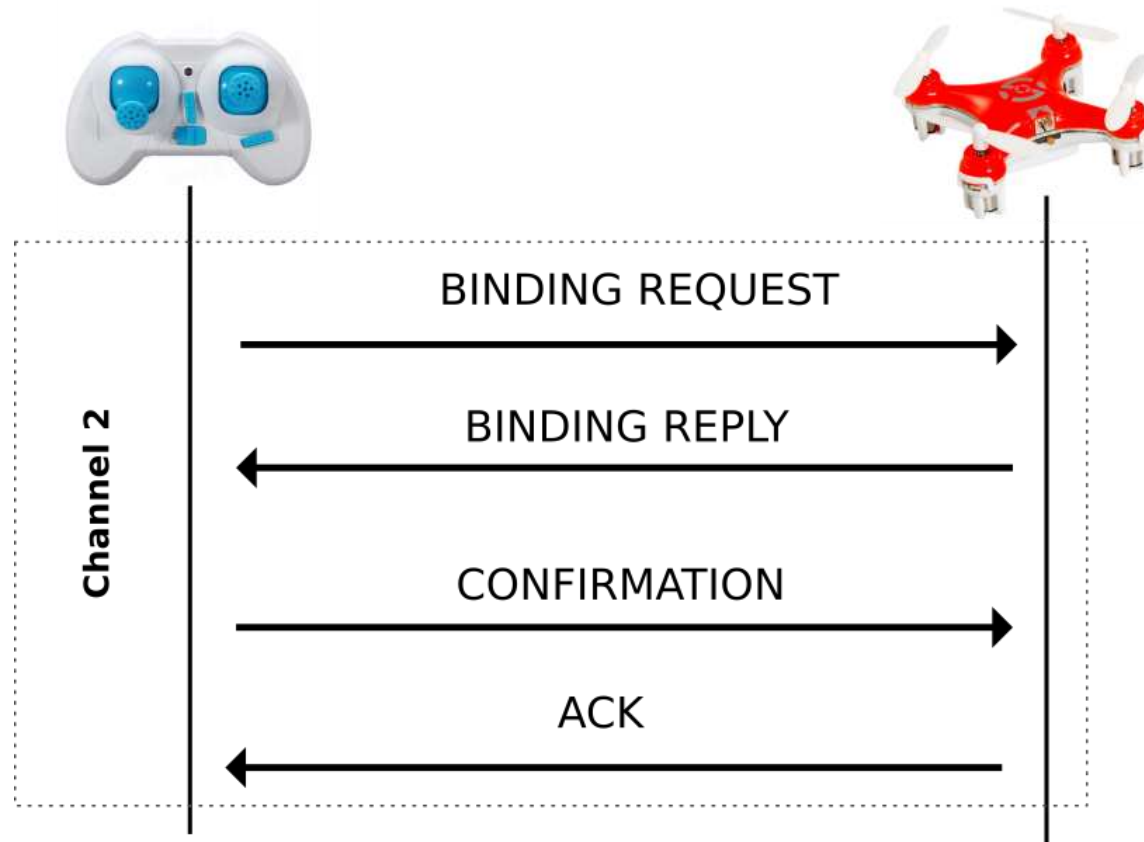 BINDING REQUEST
BINDING REPLY
Channel 2
CONFIRMATION
ACK